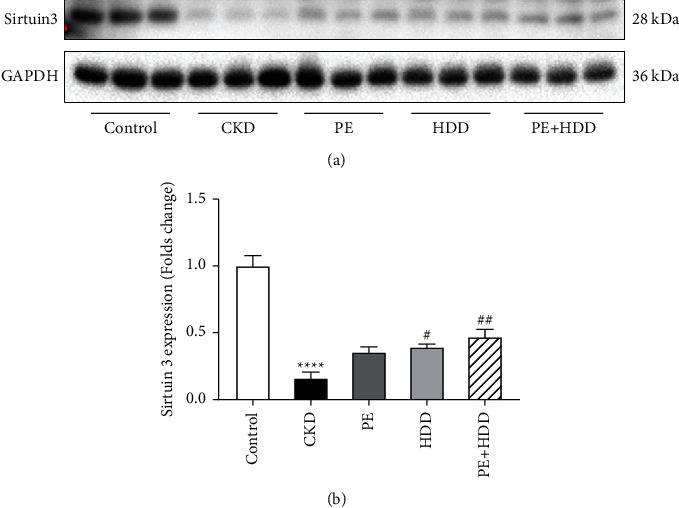 Sirtuin3 28 kDa
GAPDH 36 kDa
Control CKD PE HDD PE+HDD
(a)
Sirtuin 3 expression (Folds change)
1.5
1.0
0.5
0.0
****
#
##
Control
CKD
PE
HDD
PE+HDD
(b)